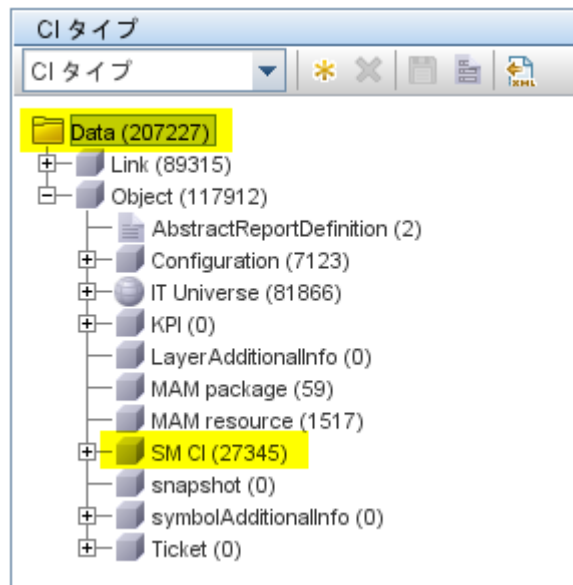 CI タイプ
CI タイプ
XML
Data (207227)
Link (89315)
Object (117912)
AbstractReportDefinition (2)
Configuration (7123)
IT Universe (81866)
KPI (0)
LayerAdditionalInfo (0)
MAM package (59)
MAM resource (1517)
SM CI (27345)
snapshot (0)
symbolAdditionalInfo (0)
Ticket (0)